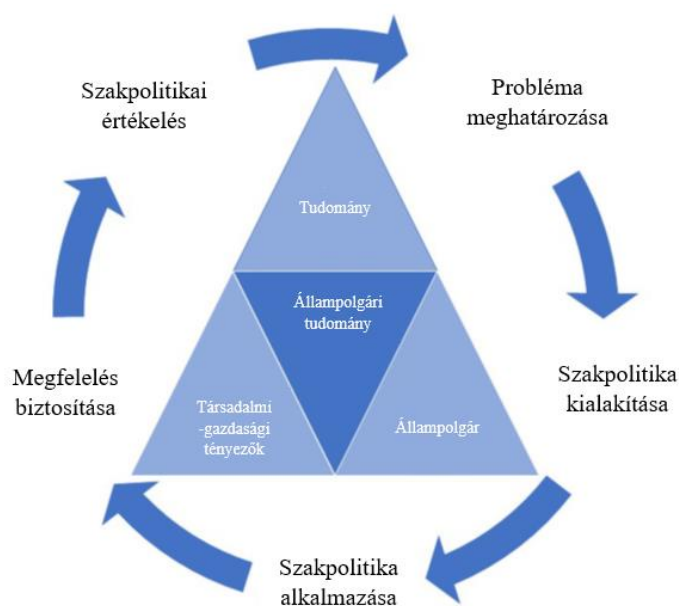 Szakpolitikai
értékelés
Probléma
meghatározása
Tudomány
Állampolgári
tudomány
Megfelelés
biztosítása
Szakpolitika
kialakítása
Társadalmi
-gazdasági
tényezők
Állampolgár
Szakpolitika
alkalmazása